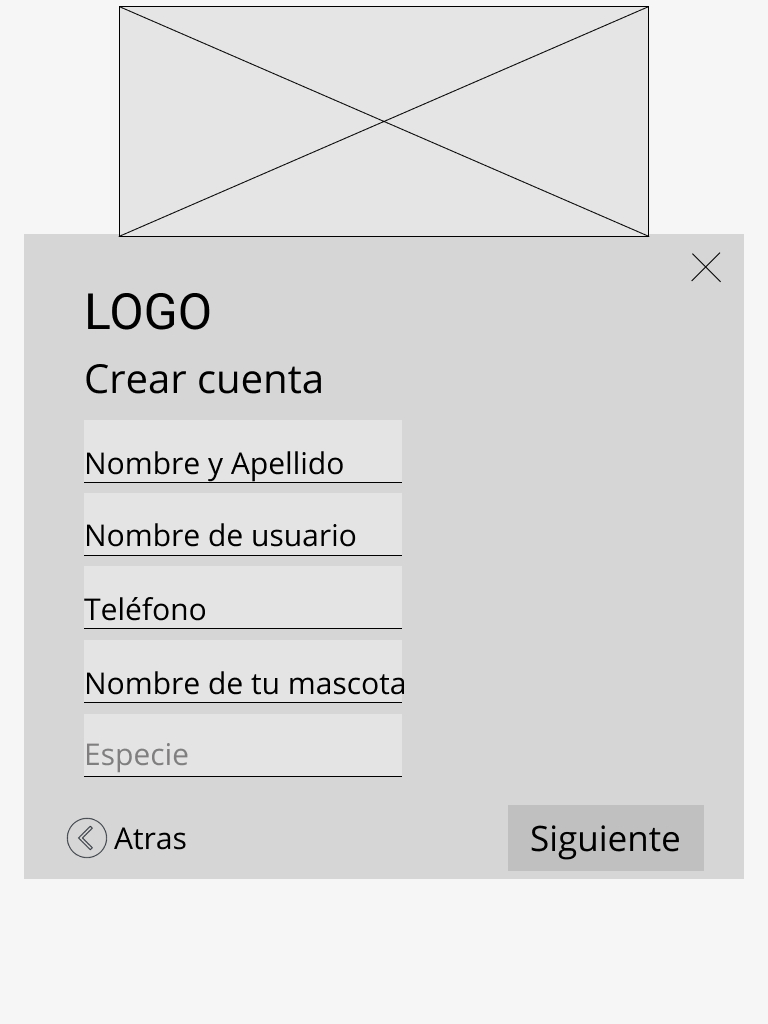 LOGO
Crear cuenta
Nombre y Apellido
Nombre de usuario
Teléfono
Nombre de tu mascota
Especie
Atras
Siguiente